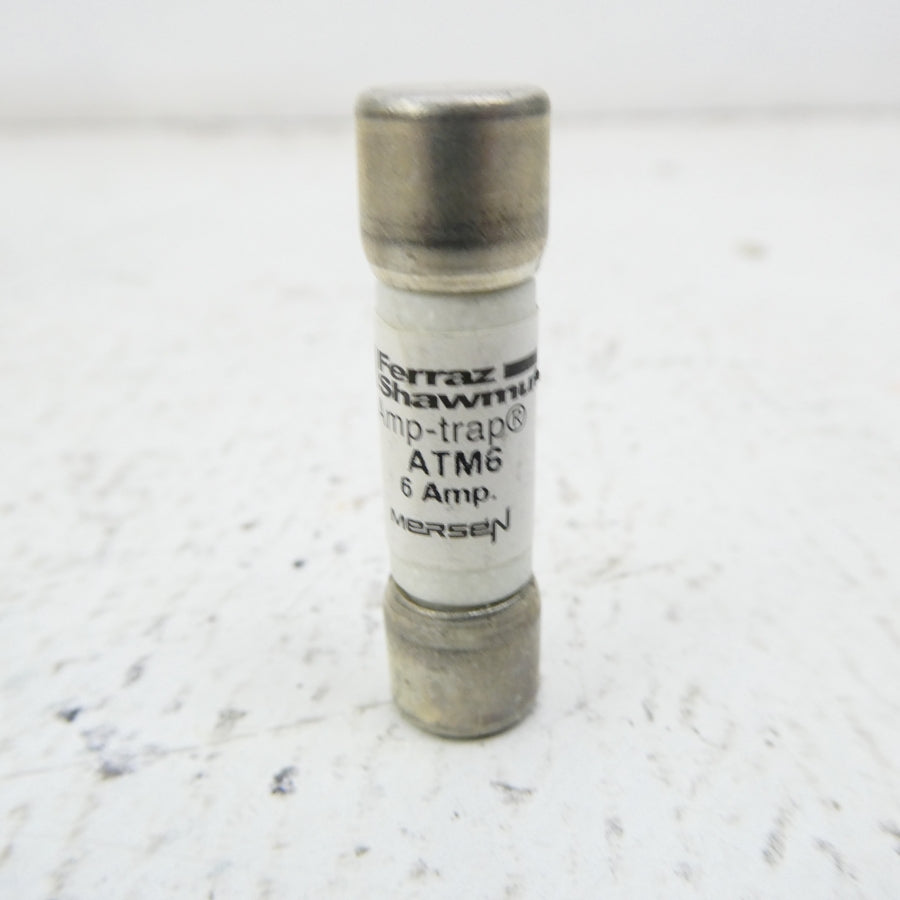 Ferraz
Shawmu
Amp-trap®
ATM6
6 Amp.
MERSEN